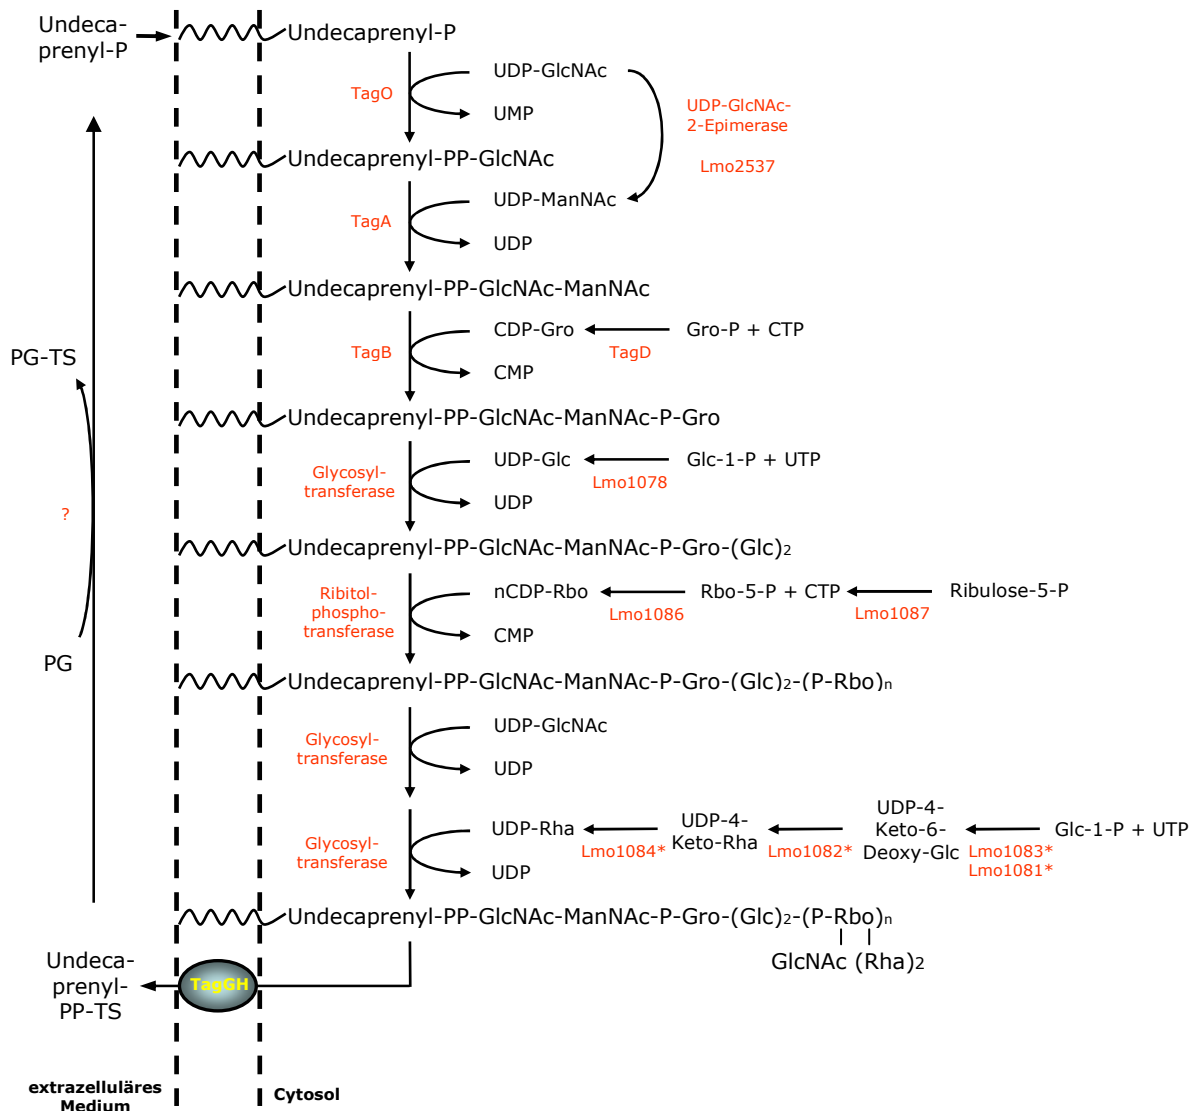 Undeca-
prenyl-P
Undecaprenyl-P
TagO
UDP-GlcNAc
UMP
UDP-GlcNAc-
2-Epimerase
Lmo2537
Undecaprenyl-PP-GlcNAc
TagA
UDP-ManNAc
UDP
Undecaprenyl-PP-GlcNAc-ManNAc
TagB
CDP-Gro
Gro-P + CTP
TagD
CMP
PG-TS
Undecaprenyl-PP-GlcNAc-ManNAc-P-Gro
Glycosyl-
transferase
UDP-Glc
Glc-1-P + UTP
Lmo1078
UDP
?
Undecaprenyl-PP-GlcNAc-ManNAc-P-Gro-(Glc)2
Ribitol-
phospho-
transferase
nCDP-Rbo
Rbo-5-P + CTP
Ribulose-5-P
Lmo1086
Lmo1087
CMP
PG
Undecaprenyl-PP-GlcNAc-ManNAc-P-Gro-(Glc)2-(P-Rbo)n
Glycosyl-
transferase
UDP-GlcNAc
UDP
Glycosyl-
transferase
UDP-Rha
UDP-4-
Keto-Rha
UDP-4-
Keto-6-
Deoxy-Glc
Glc-1-P + UTP
Lmo1084*
Lmo1082*
Lmo1083*
Lmo1081*
UDP
Undecaprenyl-PP-GlcNAc-ManNAc-P-Gro-(Glc)2-(P-Rbo)n
GlcNAc (Rha)2
Undeca-
prenyl-
PP-TS
TagGH
extrazelluläres
Medium
Cytosol